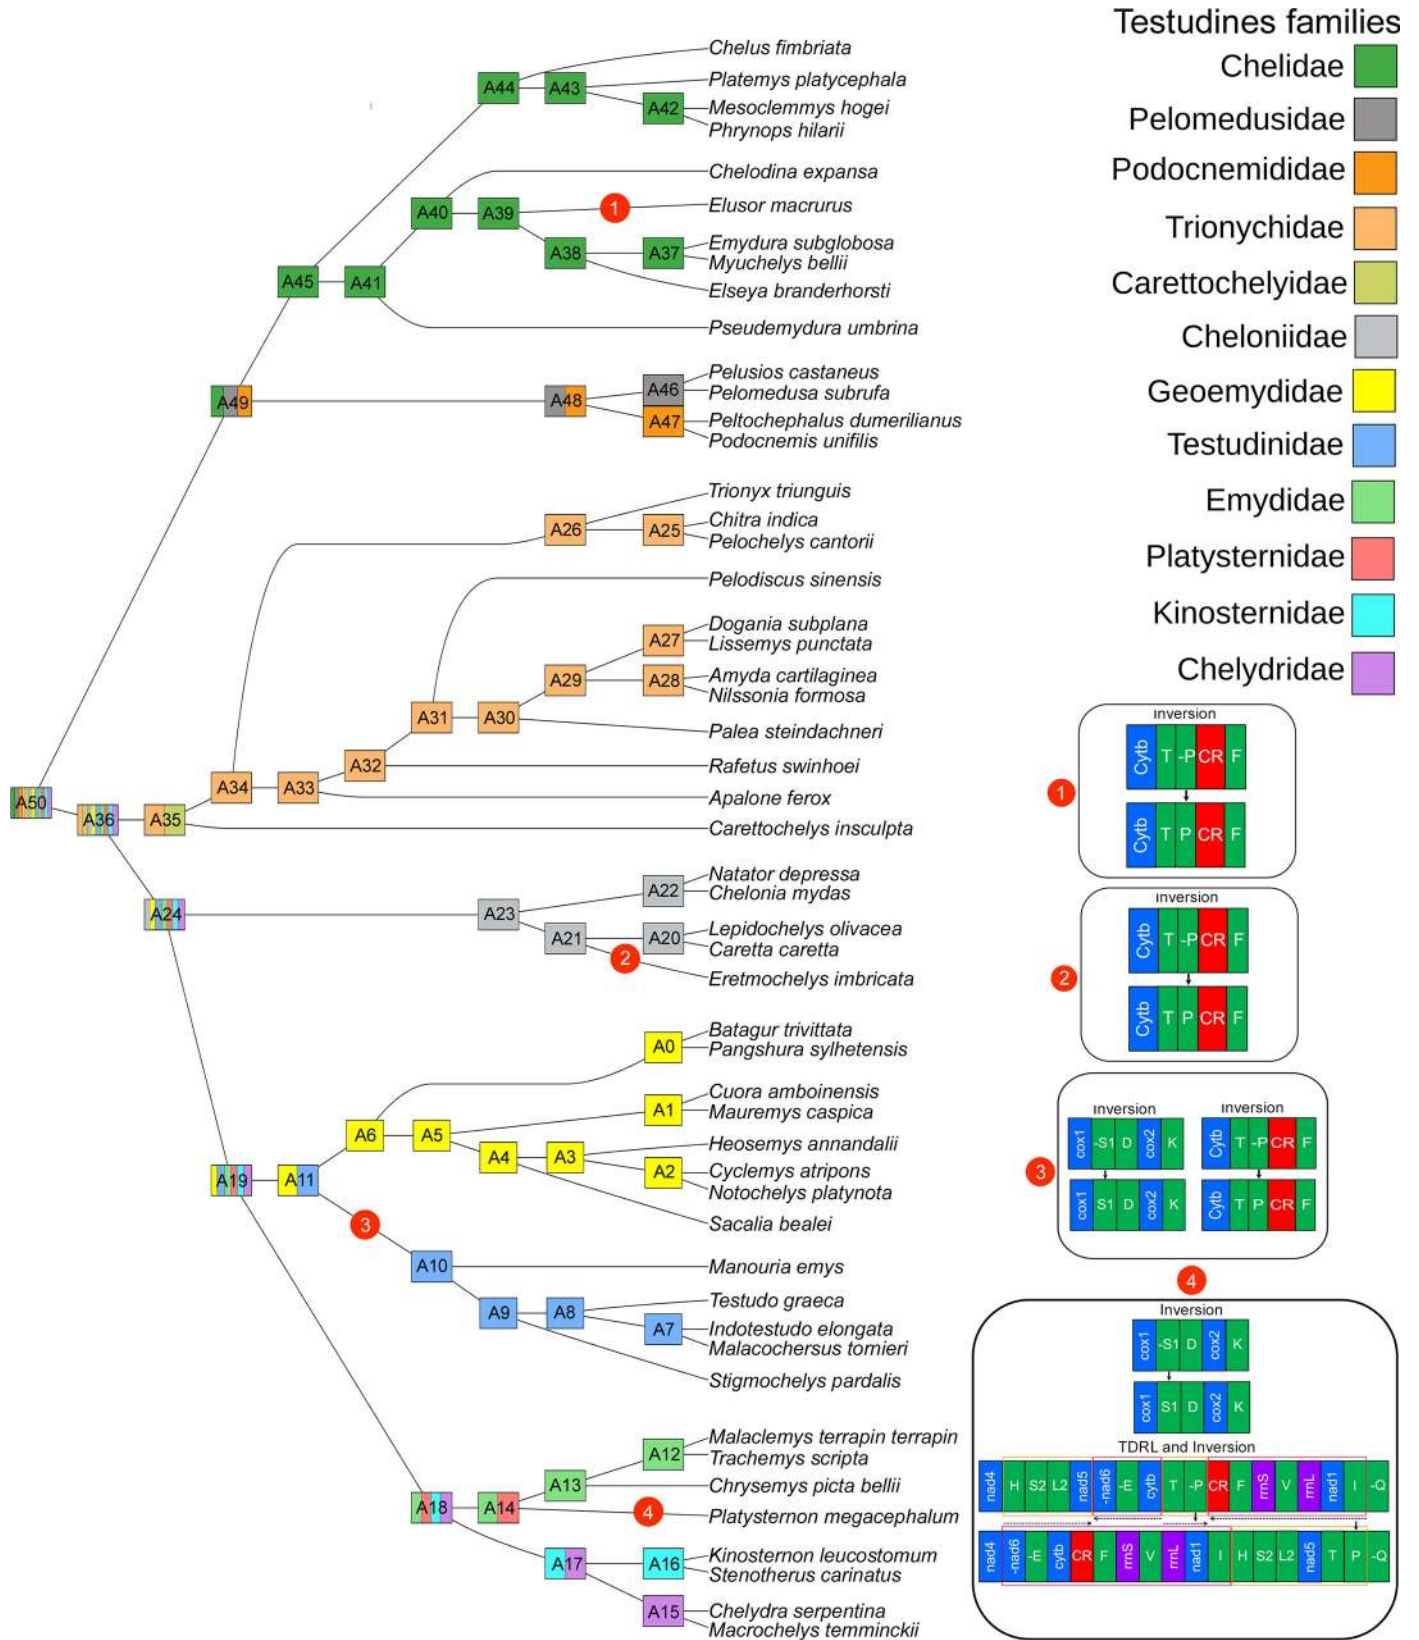 Testudines families
Chelidae
Pelomedusidae
Podocnemididae
Trionychidae
Carettochelyidae
Cheloniidae
Geoemydidae
Testudinidae
Emydidae
Platysternidae
Kinosternidae
Chelydridae
Chelus fimbriata
A44 A43 Platemys platycephala
A42 Mesoclemmys hogei
Phrynops hilarii
Chelodina expansa
A40 A39 1 Elusor macrurus
A38 A37 Emydura subglobosa
Myuchelys bellii
A45 A41 Elseya branderhorsti
Pseudemydura umbrina
Pelusios castaneus
A49 A48 A46 Pelomedusa subrufa
A47 Peltochephalus dumerilianus
Podocnemis unifilis
Trionyx triunguis
A26 A25 Chitra indica
Pelochelys cantorii
Pelodiscus sinensis
Dogania subplana
A27 Lissemys punctata
A29 A28 Amyda cartilaginea
Nilssonia formosa
A31 A30 Palea steindachneri
A32 Rafetus swinhoei
A34 A33 Apalone ferox
A50 A36 A35 Carettochelys insculpta
Natator depressa
A22 Chelonia mydas
A24 A23 Lepidochelys olivacea
A21 A20 Caretta caretta
2 Eretmochelys imbricata
Batagur trivittata
A0 Pangshura sylhetensis
Cuora amboinensis
A1 Mauremys caspica
A6 A5 Heosemys annandalii
A4 A3 A2 Cyclemys atripons
A19 A11 Notochelys platynota
3 Sacalia bealei
A10 Manouria emys
A9 A8 Testudo graeca
A7 Indotestudo elongata
Malacochersus tornieri
Stigmochelys pardalis
A12 Malaclemys terrapin terrapin
Trachemys scripta
A13 Chrysemys picta bellii
A18 A14 4 Platysternon megacephalum
A17 A16 Kinosternon leucostomum
Stenotherus carinatus
A15 Chelydra serpentina
Macrochelys temminckii
Inversion
Cytb T -P CR F
1
Cytb T P CR F
Inversion
Cytb T -P CR F
2
Cytb T P CR F
Inversion Inversion
cox1 -S1 D cox2 K Cytb T -P CR F
3
cox1 S1 D cox2 K Cytb T P CR F
4
Inversion
cox1 -S1 D cox2 K
cox1 S1 D cox2 K
TDRL and Inversion
nad4 H S2 L2 nad5 -nad6 -E cytb T -P CR F rrnS V rrnL nad1 I -Q
nad4 -nad6 -E cytb CR F rrnS V rrnL nad1 I H S2 L2 nad5 T P -Q